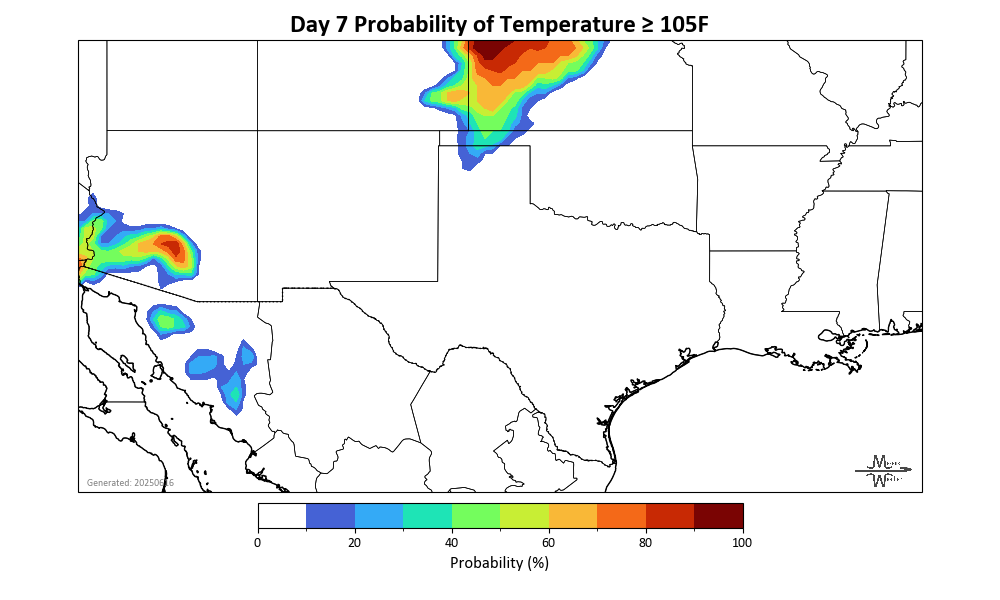 Day 7 Probability of Temperature ≥ 105F
Generated: 20250616
0 20 40 60 80 100
Probability (%)